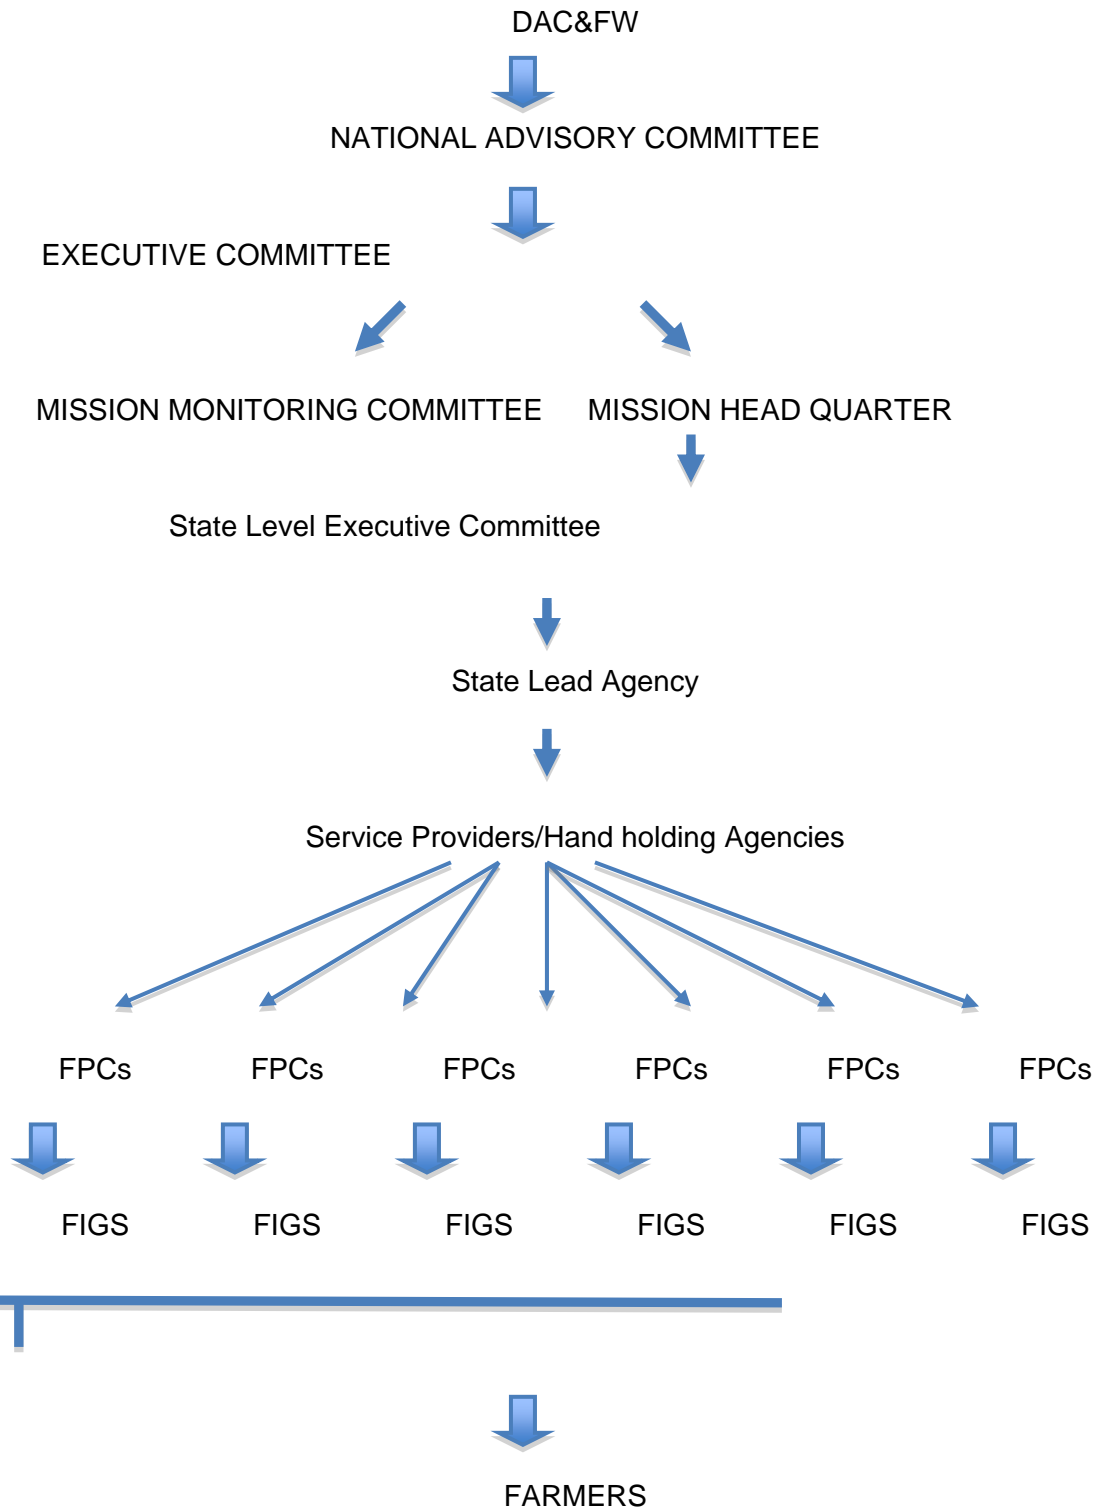 DAC&FW
NATIONAL ADVISORY COMMITTEE
EXECUTIVE COMMITTEE
MISSION MONITORING COMMITTEE MISSION HEAD QUARTER
State Level Executive Committee
State Lead Agency
Service Providers/Hand holding Agencies
FPCs FPCs FPCs FPCs FPCs FPCs
FIGS FIGS FIGS FIGS FIGS FIGS
FARMERS